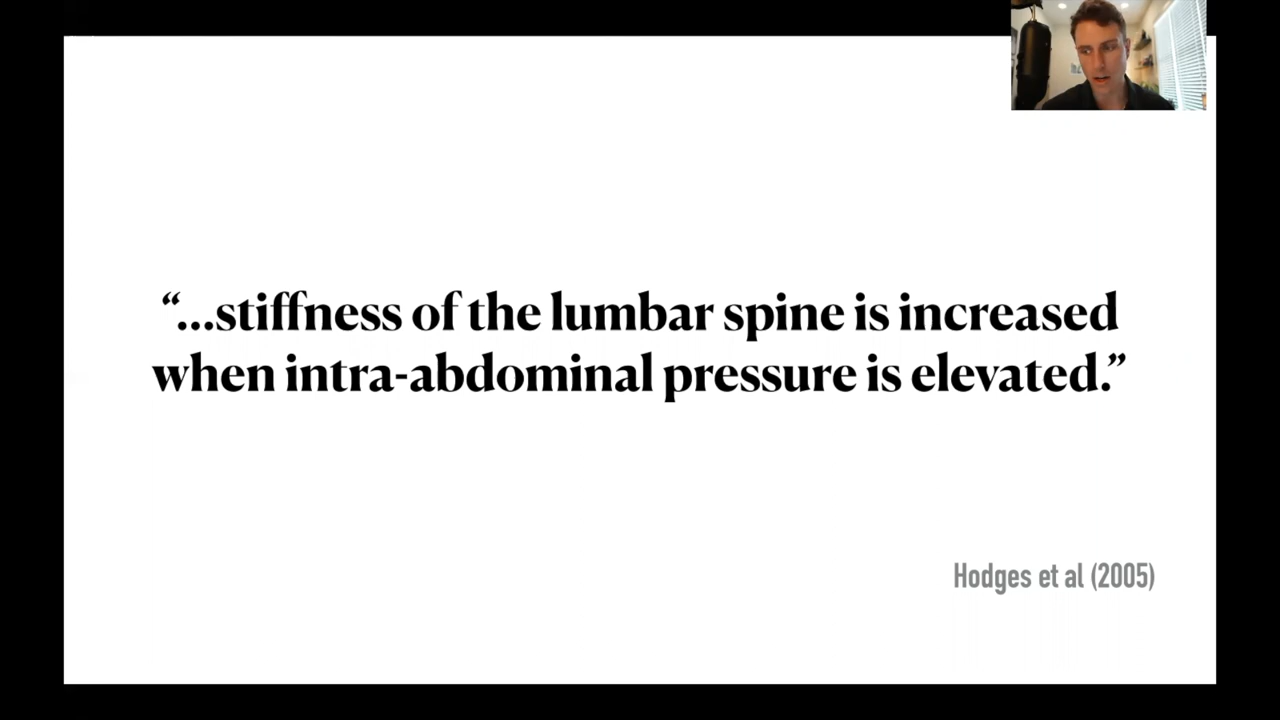 “...stiffness of the lumbar spine is increased
when intra-abdominal pressure is elevated.”
Hodges et al (2005)